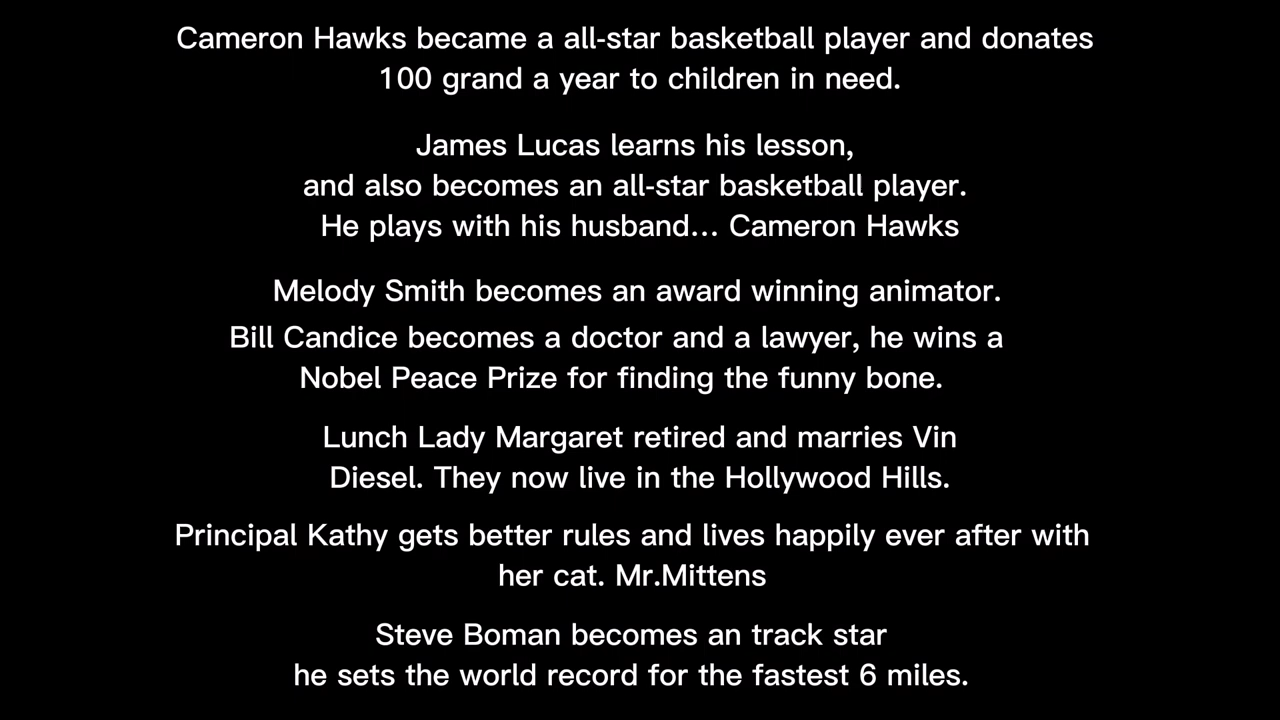 Cameron Hawks became a all-star basketball player and donates
100 grand a year to children in need.
James Lucas learns his lesson,
and also becomes an all-star basketball player.
He plays with his husband... Cameron Hawks
Melody Smith becomes an award winning animator.
Bill Candice becomes a doctor and a lawyer, he wins a
Nobel Peace Prize for finding the funny bone.
Lunch Lady Margaret retired and marries Vin
Diesel. They now live in the Hollywood Hills.
Principal Kathy gets better rules and lives happily ever after with
her cat. Mr.Mittens
Steve Boman becomes an track star
he sets the world record for the fastest 6 miles.